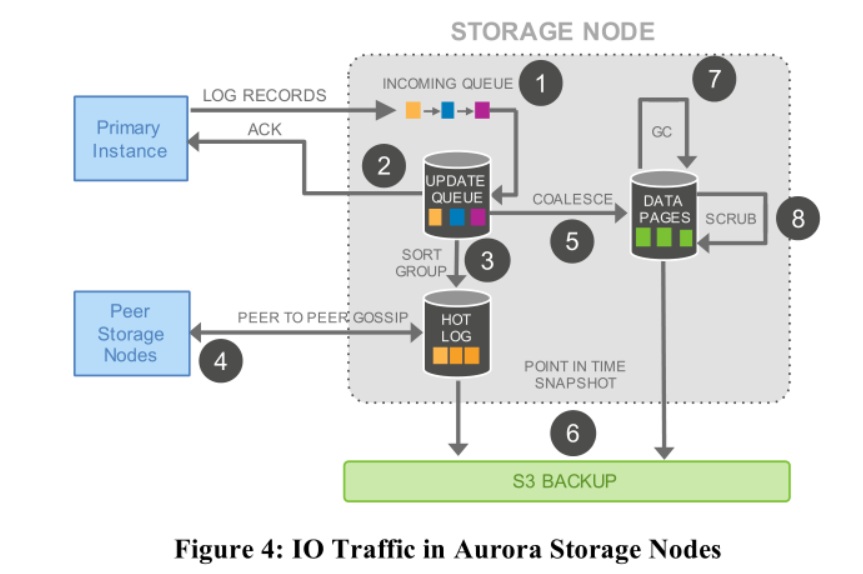 STORAGE NODE
INCOMING QUEUE
1
7
LOG RECORDS
Primary
Instance
ACK
GC
2
UPDATE
QUEUE
COALESCE
5
DATA
PAGES
SCRUB
8
SORT
GROUP
3
Peer
Storage
Nodes
PEER TO PEER GOSSIP
4
HOT
LOG
POINT IN TIME
SNAPSHOT
6
S3 BACKUP
Figure 4: IO Traffic in Aurora Storage Nodes